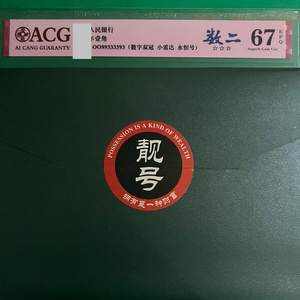 ACG
AI CANG GUARANTY
人民银行
壹角
OO99333393（数字双冠 小雷达 永恒号）
数二
☆☆☆
67 EPQ
Superb Gem Unc
POSSESSION IS A KIND OF WEALTH
靓号
拥有是一种财富